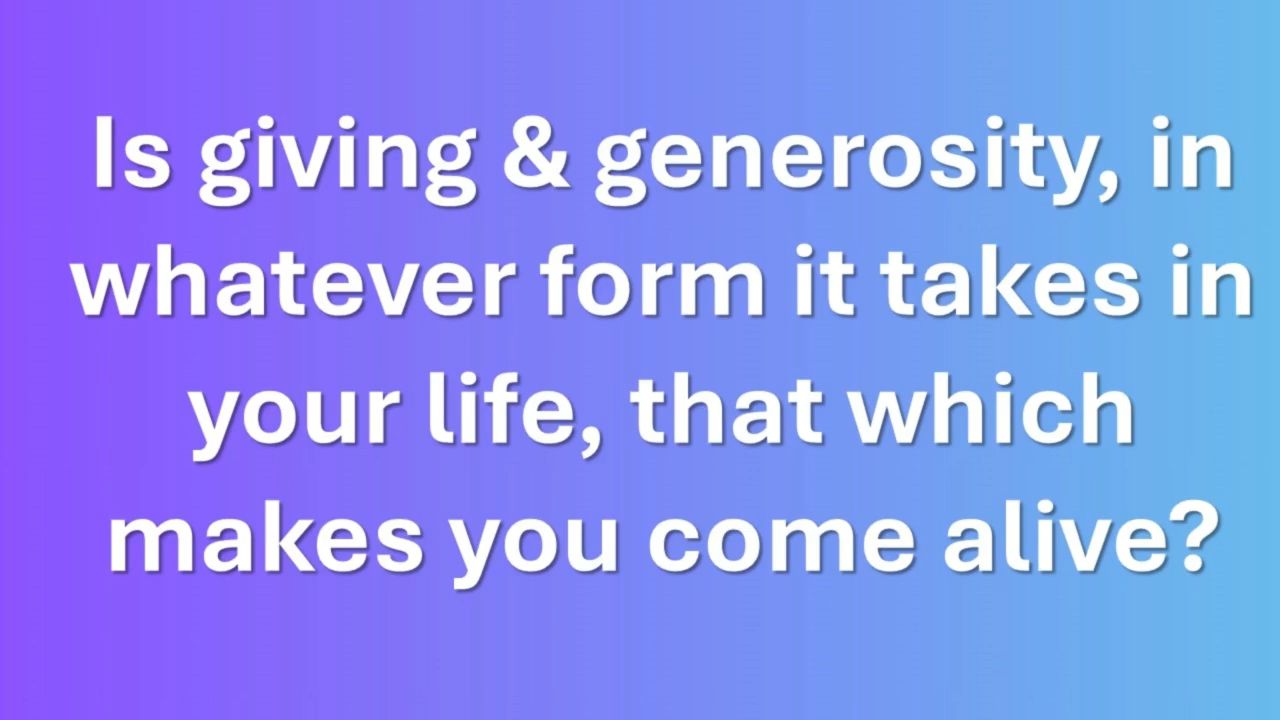 Is giving & generosity, in
whatever form it takes in
your life, that which
makes you come alive?